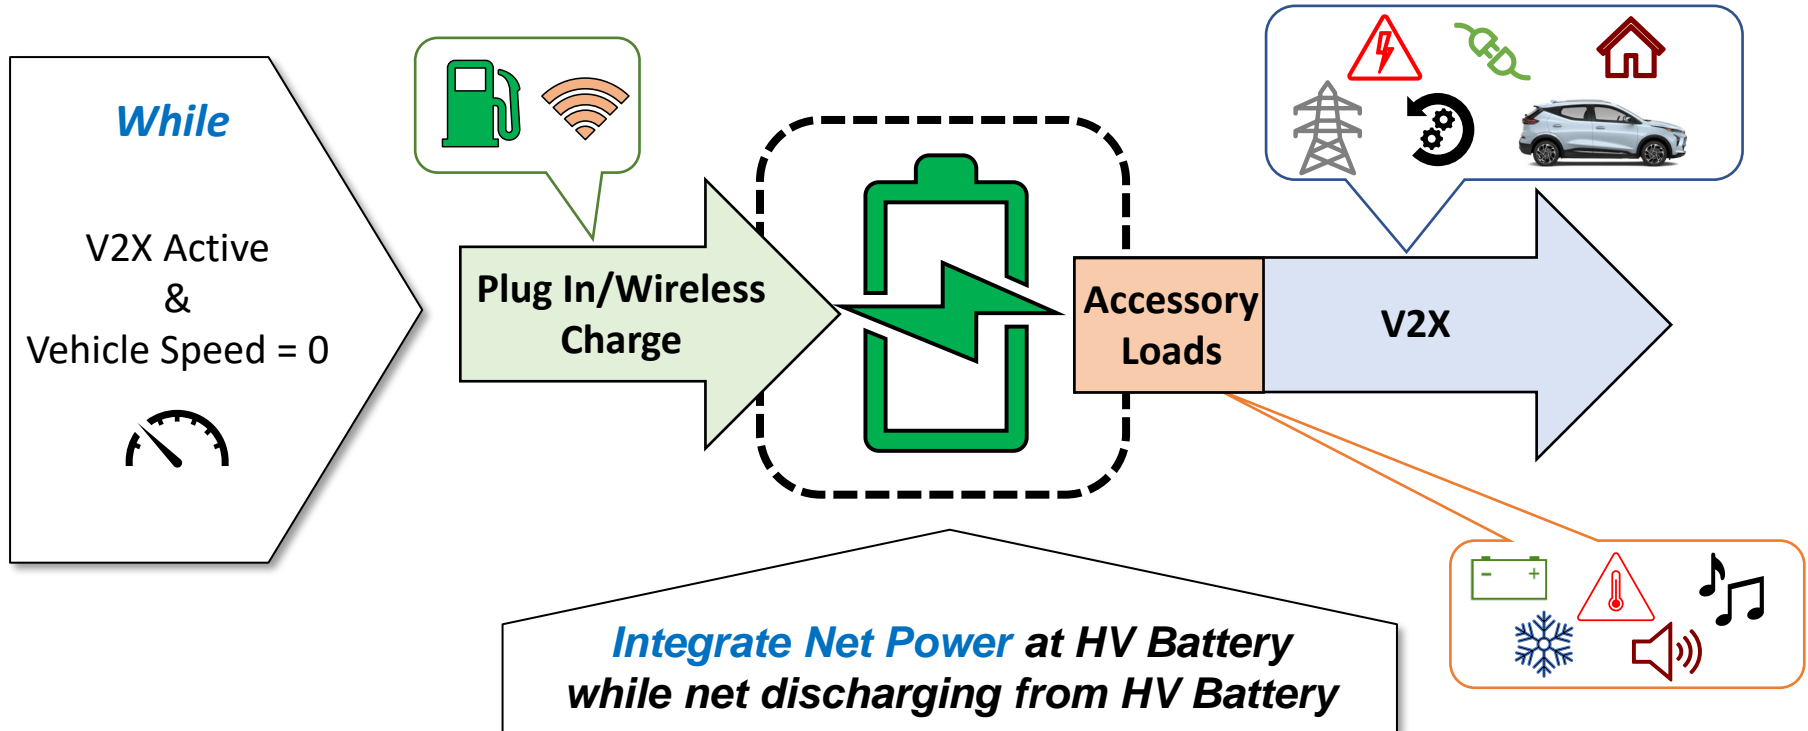 While
V2X Active
&
Vehicle Speed = 0
Plug In/Wireless
Charge
Accessory
Loads
V2X
- +
Integrate Net Power at HV Battery
while net discharging from HV Battery